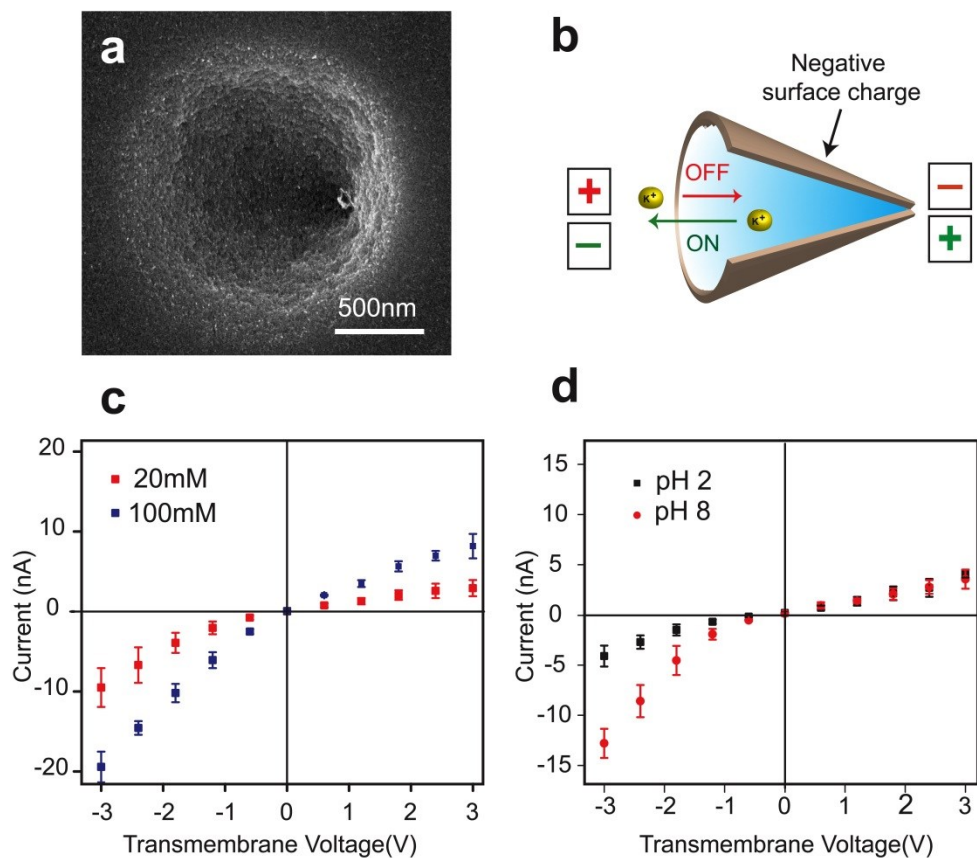 a
500nm
b
Negative
surface charge
+
−
OFF
K+
K+
ON
−
+
c
20
10
0
-10
-20
20mM
100mM
Current (nA)
-3 -2 -1 0 1 2 3
Transmembrane Voltage(V)
d
15
10
5
0
-5
-10
-15
pH 2
pH 8
Current (nA)
-3 -2 -1 0 1 2 3
Transmembrane Voltage(V)